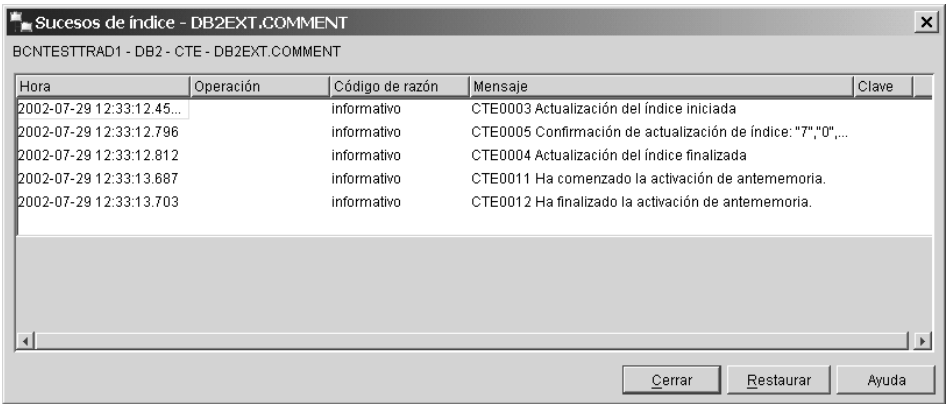 Sucesos de índice - DB2EXT.COMMENT
BCNTESTTRAD1 - DB2 - CTE - DB2EXT.COMMENT
Hora Operación Código de razón Mensaje Clave
2002-07-29 12:33:12.45... informativo CTE0003 Actualización del índice iniciada
2002-07-29 12:33:12.796 informativo CTE0005 Confirmación de actualización de índice: "7","0",...
2002-07-29 12:33:12.812 informativo CTE0004 Actualización del índice finalizada
2002-07-29 12:33:13.687 informativo CTE0011 Ha comenzado la activación de antememoria.
2002-07-29 12:33:13.703 informativo CTE0012 Ha finalizado la activación de antememoria.
Cerrar Restaurar Ayuda